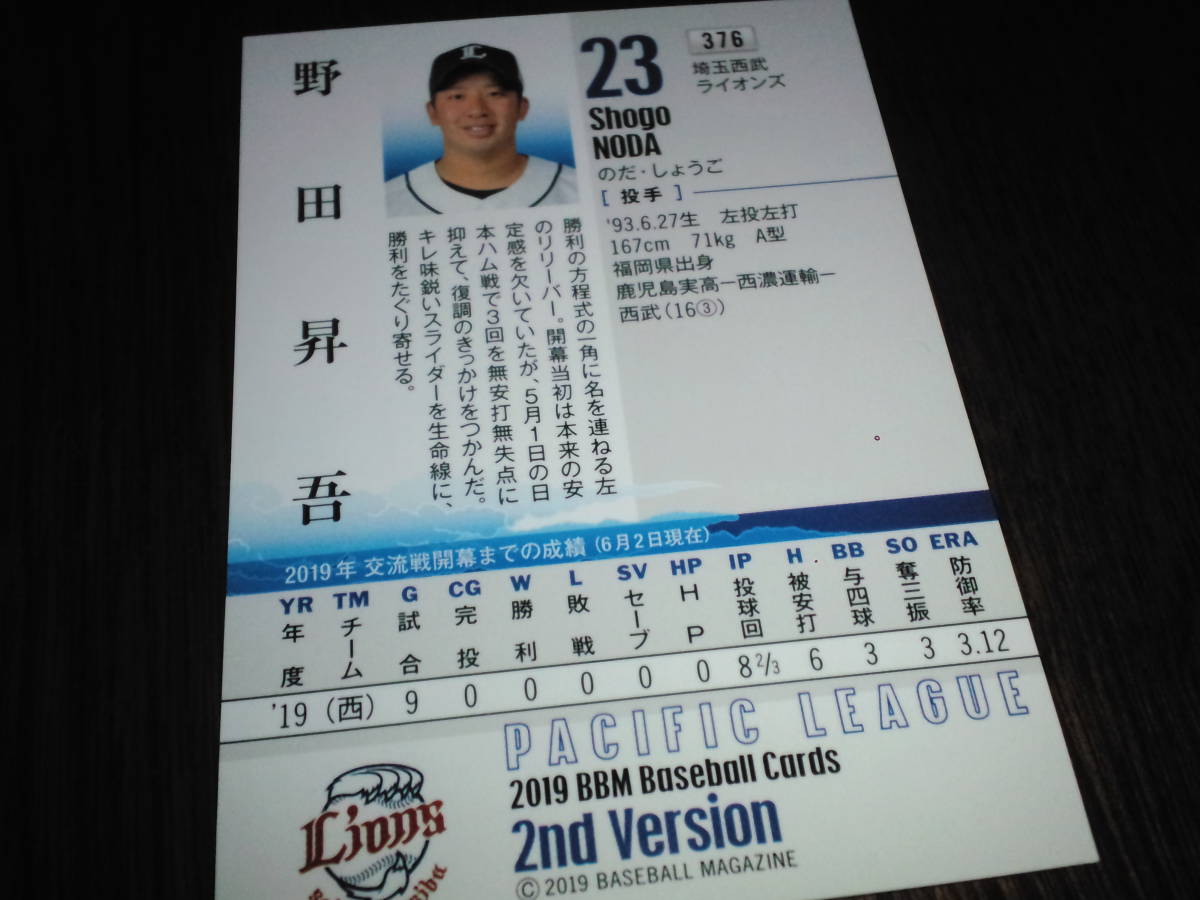 野田昇吾
23
376
埼玉西武
ライオンズ
Shogo
NODA
のだ・しょうご
[ 投手 ]
'93.6.27生 左投左打
167cm 71kg A型
福岡県出身
鹿児島実高ー西濃運輸ー
西武(16③)
勝利の方程式の一角に名を連ねる左
のリリーバー。開幕当初は本来の安
定感を欠いていたが、5月1日の日
本ハム戦で3回を無安打無失点に
抑えて、復調のきっかけをつかんだ。
キレ味鋭いスライダーを生命線に、
勝利をたぐり寄せる。
2019年 交流戦開幕までの成績 (6月2日現在)
YR TM G CG W L SV HP IP H BB SO ERA
年度 チーム 試合 完投 勝利 敗戦 セーブ HP 投球回 被安打 与四球 奪三振 防御率
'19 (西) 9 0 0 0 0 0 8 2/3 6 3 3 3.12
PACIFIC LEAGUE
2019 BBM Baseball Cards
2nd Version
© 2019 BASEBALL MAGAZINE
Lions